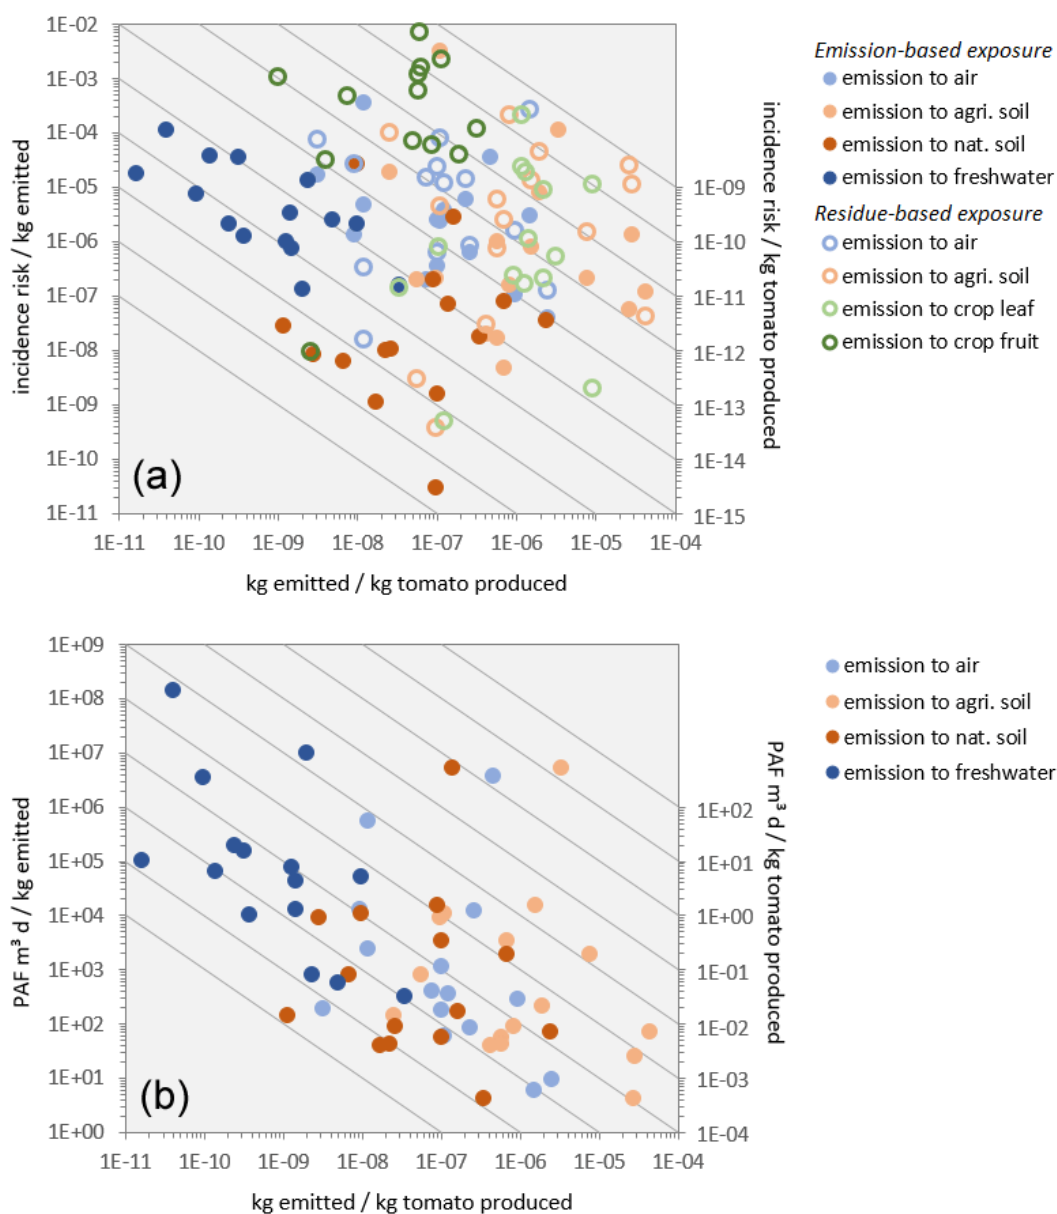 (a)
incidence risk / kg emitted
1E-02
1E-03
1E-04
1E-05
1E-06
1E-07
1E-08
1E-09
1E-10
1E-11
1E-11
1E-10
1E-09
1E-08
1E-07
1E-06
1E-05
1E-04
kg emitted / kg tomato produced
1E-09
1E-10
1E-11
1E-12
1E-13
1E-14
1E-15
incidence risk / kg tomato produced
Emission-based exposure
emission to air
emission to agri. soil
emission to nat. soil
emission to freshwater
Residue-based exposure
emission to air
emission to agri. soil
emission to crop leaf
emission to crop fruit
(b)
PAF m³ d / kg emitted
1E+09
1E+08
1E+07
1E+06
1E+05
1E+04
1E+03
1E+02
1E+01
1E+00
1E-11
1E-10
1E-09
1E-08
1E-07
1E-06
1E-05
1E-04
kg emitted / kg tomato produced
1E+02
1E+01
1E+00
1E-01
1E-02
1E-03
1E-04
PAF m³ d / kg tomato produced
emission to air
emission to agri. soil
emission to nat. soil
emission to freshwater